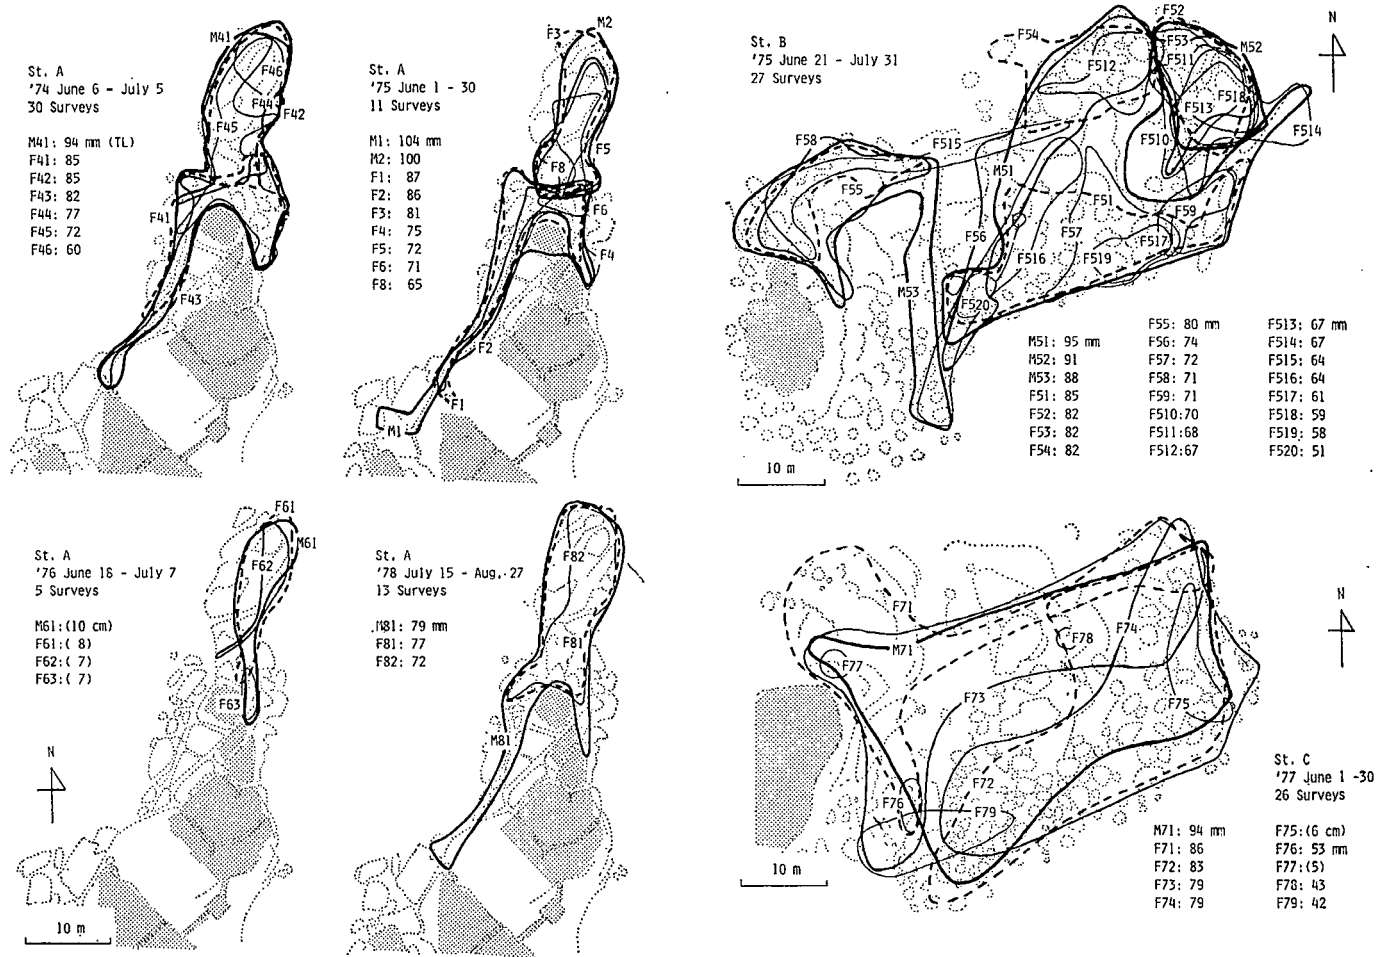 St. A
'74 June 6 - July 5
30 Surveys
M41: 94 mm (TL)
F41: 85
F42: 85
F43: 82
F44: 77
F45: 72
F46: 60
M41
F46
F44
F42
F45
F41
F43
St. A
'75 June 1 - 30
11 Surveys
M1: 104 mm
M2: 100
F1: 87
F2: 86
F3: 81
F4: 75
F5: 72
F6: 71
F8: 65
M2
F3
F5
F8
F6
F4
F2
F1
M1
St. B
'75 June 21 - July 31
27 Surveys
F52
F54
F53
M52
F511
F512
F518
F513
F514
F510
F58
F515
M51
F55
F51
F59
F56
F57
F517
F516
F519
M53
F520
N
M51: 95 mm
M52: 91
M53: 88
F51: 85
F52: 82
F53: 82
F54: 82
F55: 80 mm
F56: 74
F57: 72
F58: 71
F59: 71
F510:70
F511:68
F512:67
F513: 67 mm
F514: 67
F515: 64
F516: 64
F517: 61
F518: 59
F519: 58
F520: 51
10 m
St. A
'76 June 18 - July 7
5 Surveys
M61:(10 cm)
F61:( 8)
F62:( 7)
F63:( 7)
F61
M61
F62
F63
N
10 m
St. A
'78 July 15 - Aug. 27
13 Surveys
M81: 79 mm
F81: 77
F82: 72
F82
F81
M81
F71
F74
F78
M71
F77
F73
F75
F72
F76
F79
N
10 m
St. C
'77 June 1 -30
26 Surveys
M71: 94 mm
F71: 86
F72: 83
F73: 79
F74: 79
F75:(6 cm)
F76: 53 mm
F77:(5)
F78: 43
F79: 42